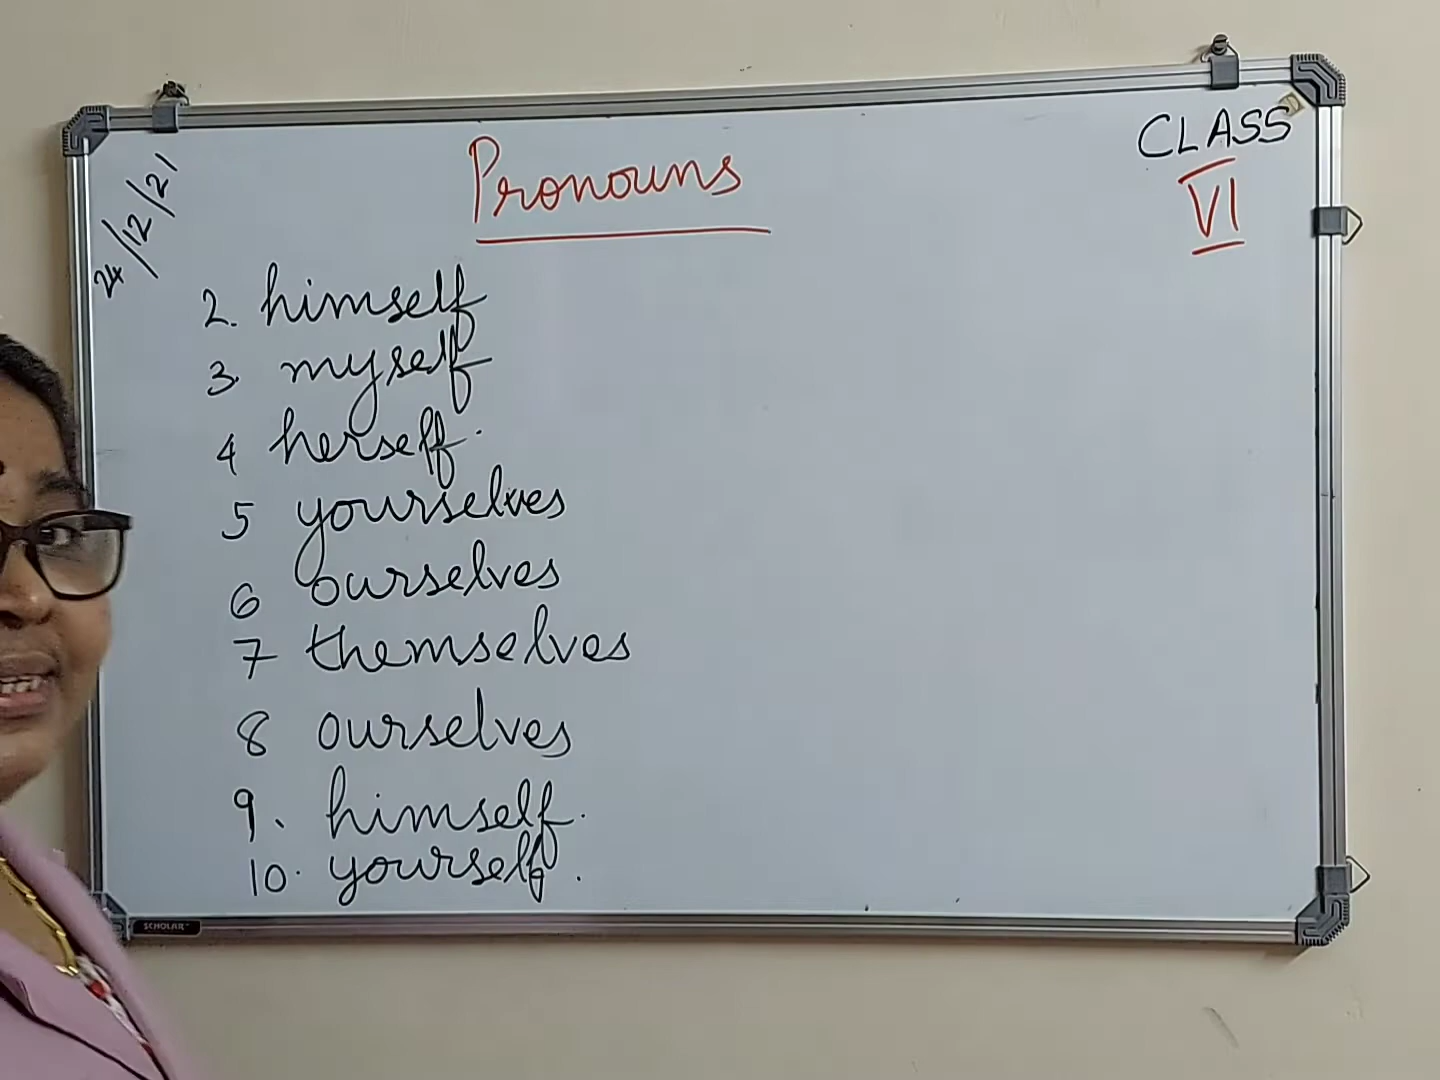 24/12/21
Pronouns
CLASS
VI
2. himself
3. myself
4 herself.
5 yourselves
6 ourselves
7 themselves
8 ourselves
9. himself.
10. yourself.
SCHOLAR